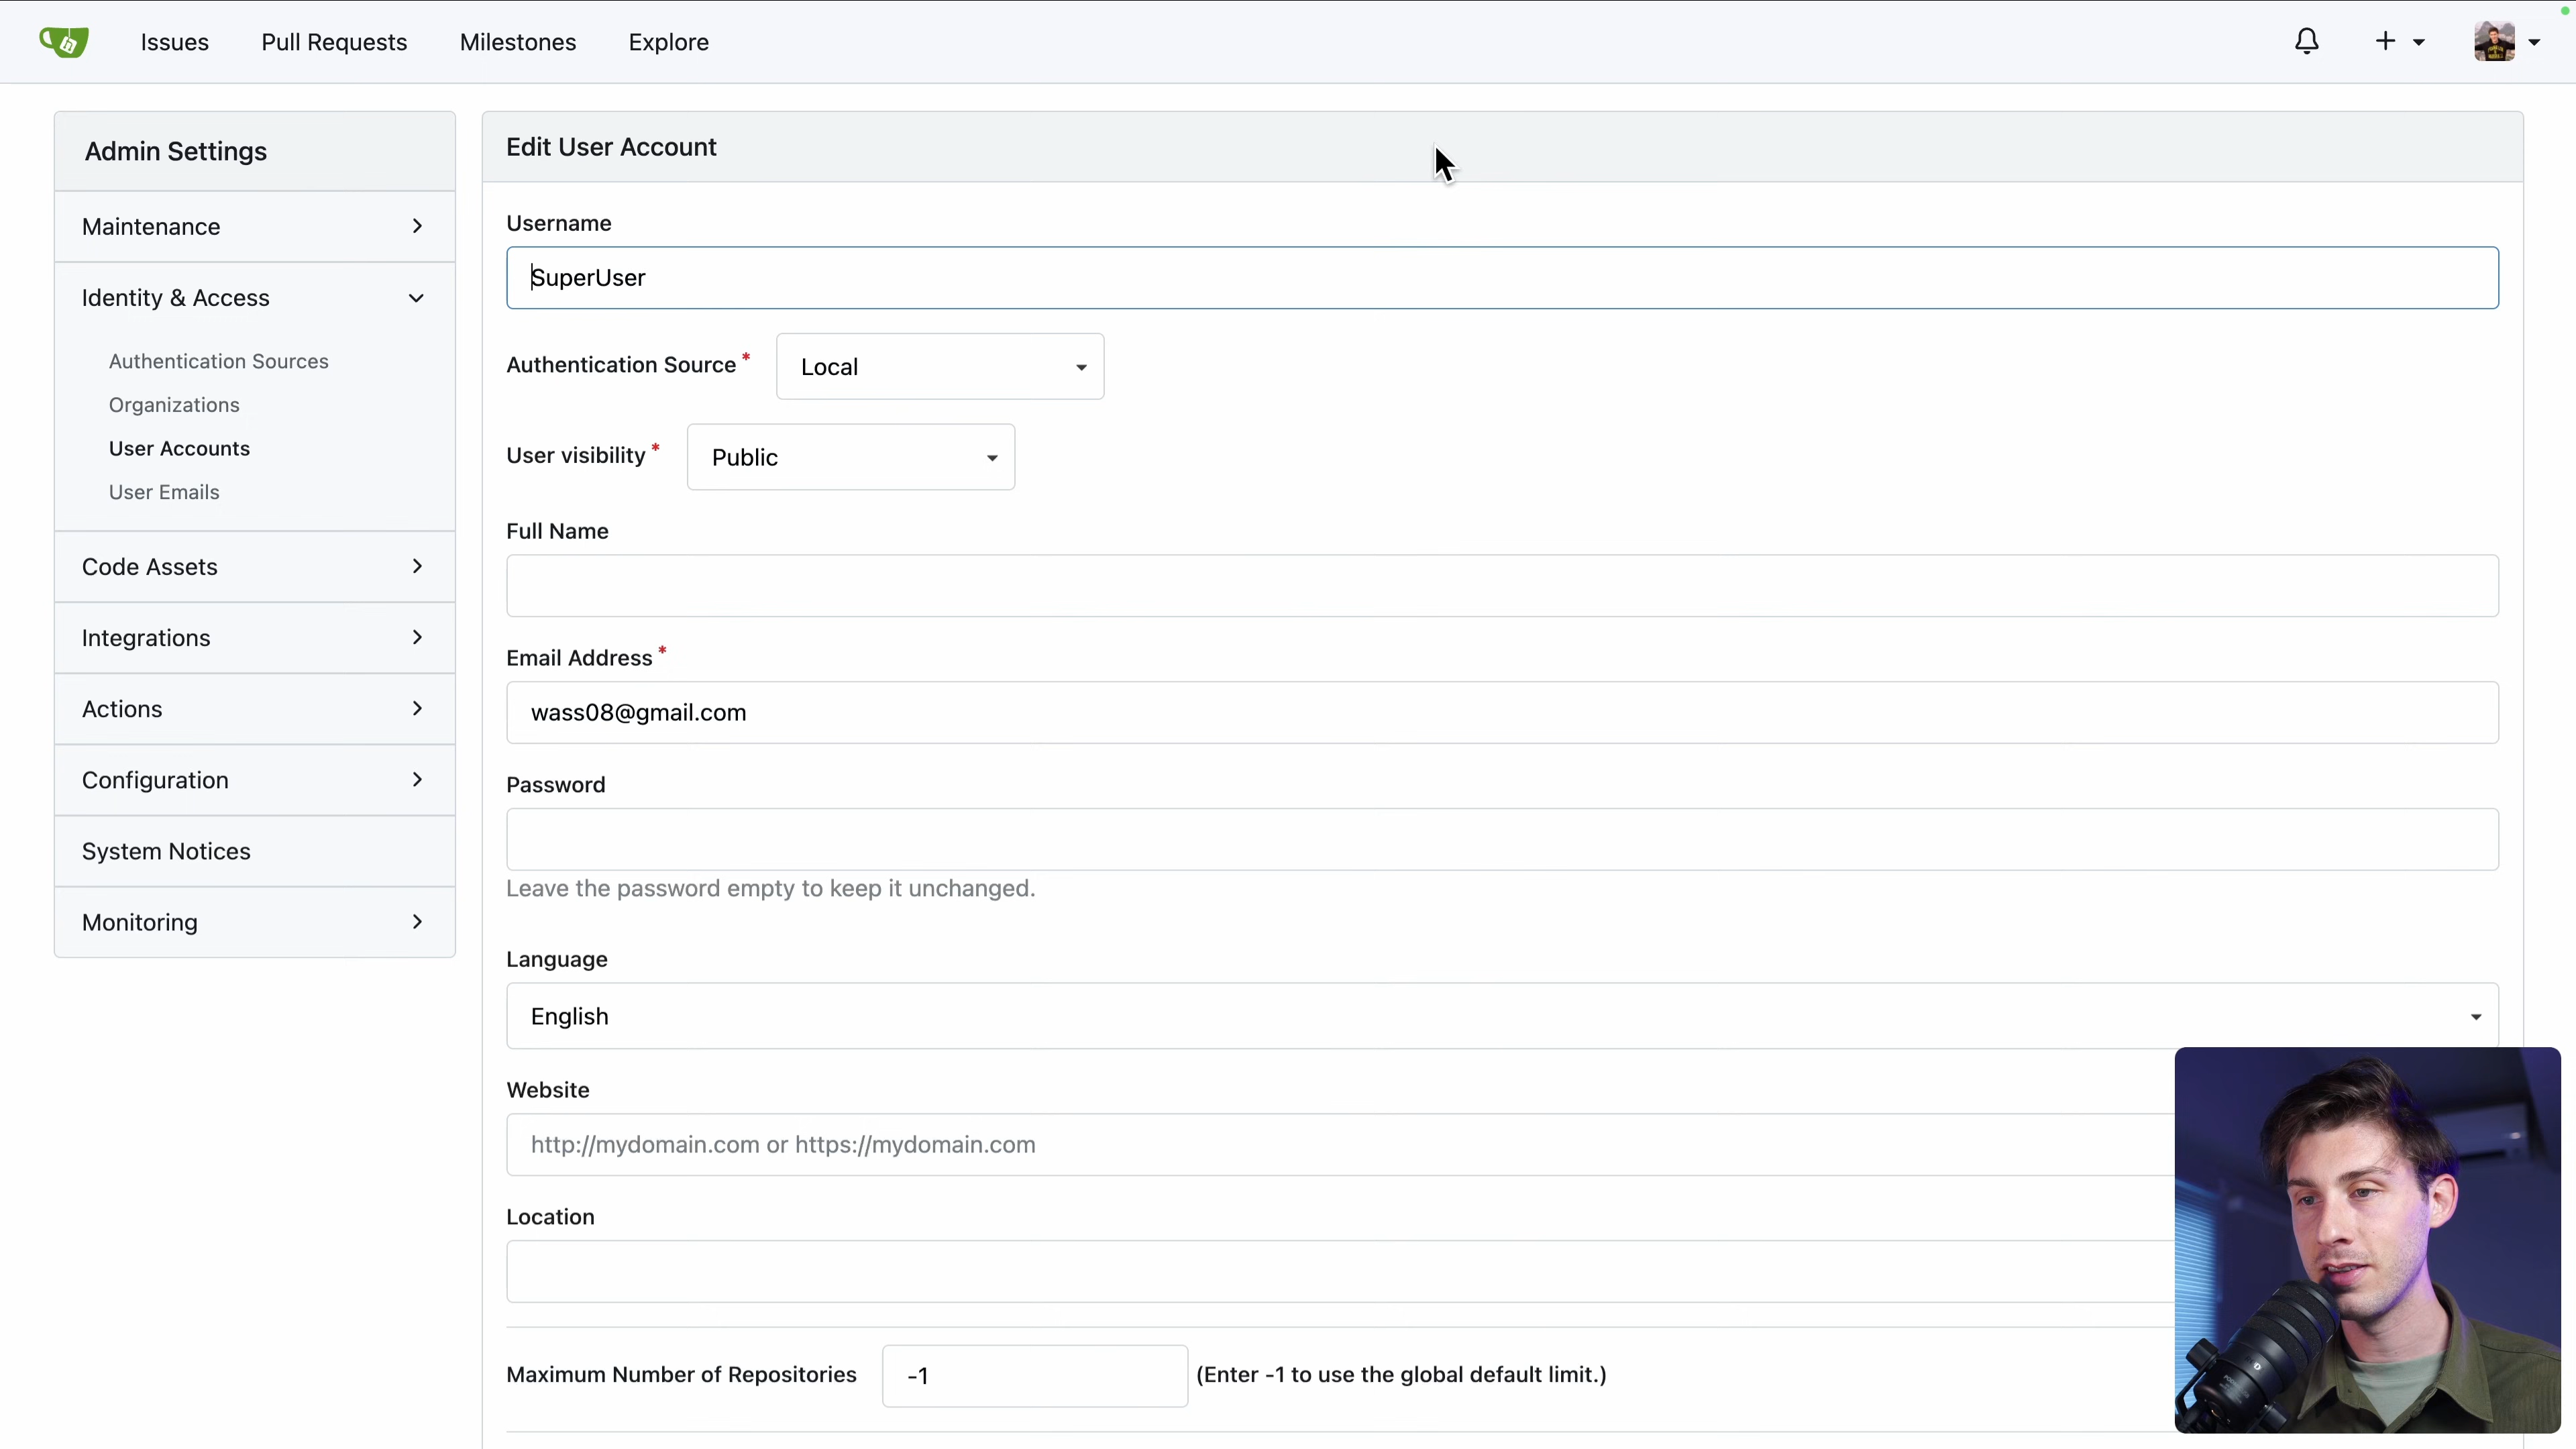 Issues Pull Requests Milestones Explore
Admin Settings
Maintenance
Identity & Access
Authentication Sources
Organizations
User Accounts
User Emails
Code Assets
Integrations
Actions
Configuration
System Notices
Monitoring
Edit User Account
Username
SuperUser
Authentication Source *
Local
User visibility *
Public
Full Name
Email Address *
wass08@gmail.com
Password
Leave the password empty to keep it unchanged.
Language
English
Website
http://mydomain.com or https://mydomain.com
Location
Maximum Number of Repositories -1 (Enter -1 to use the global default limit.)